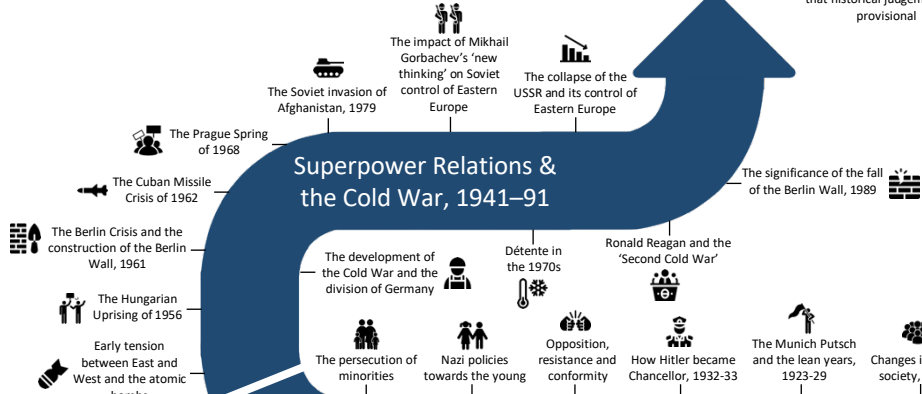 that historical judgeme
provisional
The impact of Mikhail
Gorbachev's 'new
thinking' on Soviet
control of Eastern
Europe
The collapse of the
USSR and its control of
Eastern Europe
The Soviet invasion of
Afghanistan, 1979
The Prague Spring
of 1968
Superpower Relations &
the Cold War, 1941–91
The Cuban Missile
Crisis of 1962
The significance of the fall
of the Berlin Wall, 1989
The Berlin Crisis and the
construction of the Berlin
Wall, 1961
The development of
the Cold War and the
division of Germany
Détente in
the 1970s
Ronald Reagan and the
'Second Cold War'
The Hungarian
Uprising of 1956
Early tension
between East and
West and the atomic
The persecution of
minorities
Nazi policies
towards the young
Opposition,
resistance and
conformity
How Hitler became
Chancellor, 1932-33
The Munich Putsch
and the lean years,
1923-29
Changes i
society,